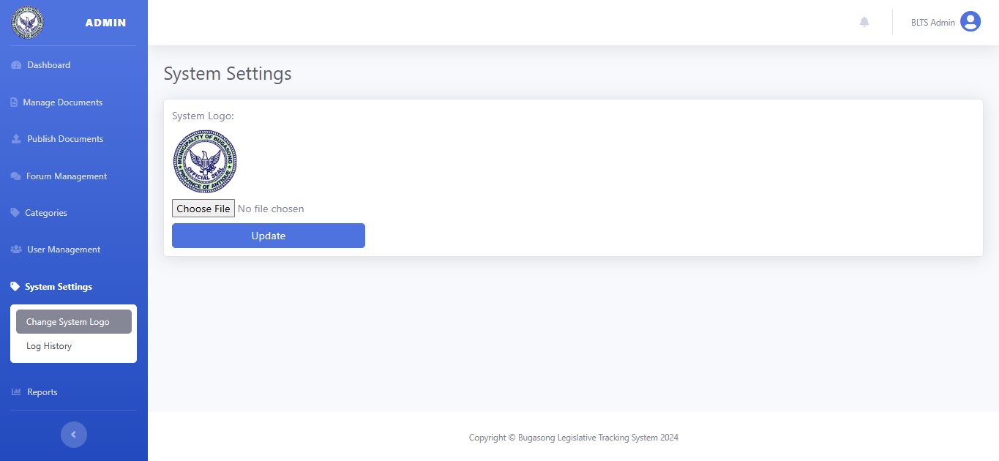 ADMIN
BLTS Admin
Dashboard
Manage Documents
Publish Documents
Forum Management
Categories
User Management
System Settings
Change System Logo
Log History
Reports
System Settings
System Logo:
MUNICIPALITY OF BUGASONG
OFFICIAL SEAL
PROVINCE OF ANTIQUE
Choose File No file chosen
Update
Copyright © Bugasong Legislative Tracking System 2024